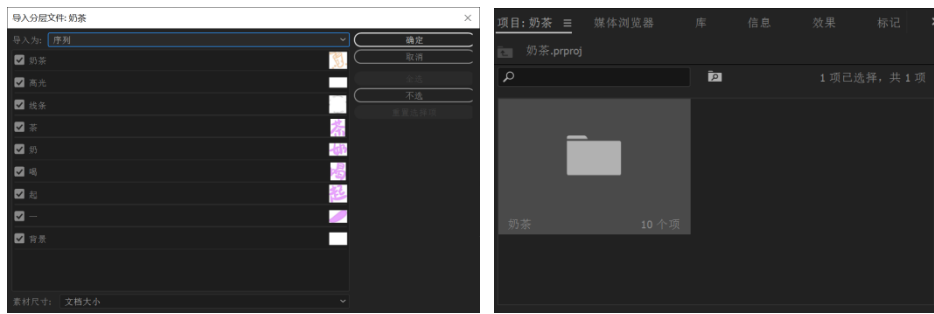 导入分层文件: 奶茶
导入为: 序列
确定
取消
不选
奶茶
高光
线条
茶
奶
喝
起
一
背景
素材尺寸: 文档大小
项目: 奶茶
媒体浏览器
库
信息
效果
标记
奶茶.prproj
1 项已选择，共 1 项
奶茶
10 个项